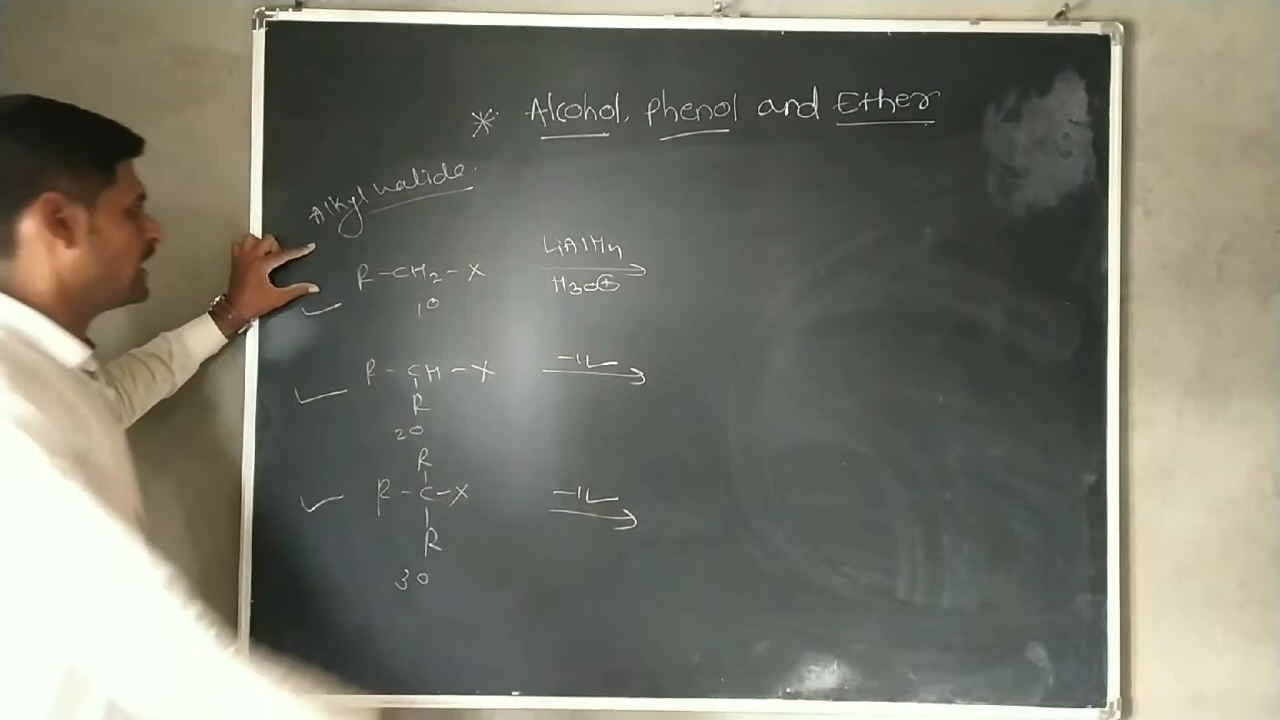 * Alcohol, phenol and Ether
Alkyl halide.
R-CH2-X LiAlH4
H3O⊕
1°
R-CH-X -11-
R
2°
R
R-C-X -11-
R
3°